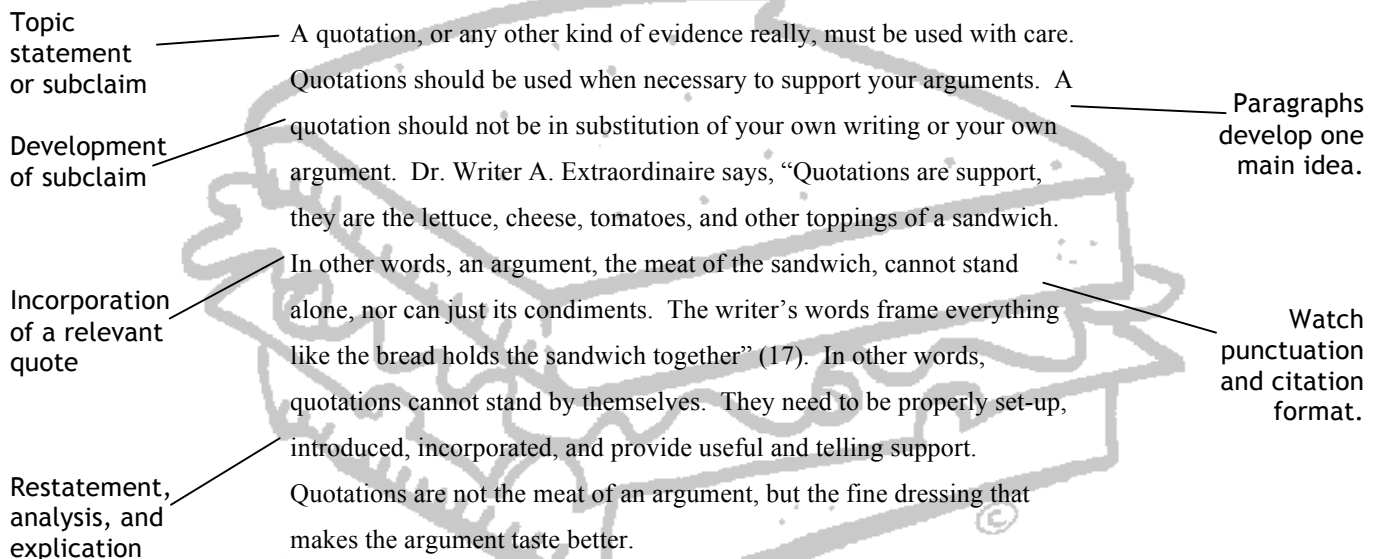 Topic
statement
or subclaim
Development
of subclaim
Incorporation
of a relevant
quote
Restatement,
analysis, and
explication
A quotation, or any other kind of evidence really, must be used with care.
Quotations should be used when necessary to support your arguments.  A
quotation should not be in substitution of your own writing or your own
argument.  Dr. Writer A. Extraordinaire says, “Quotations are support,
they are the lettuce, cheese, tomatoes, and other toppings of a sandwich.
In other words, an argument, the meat of the sandwich, cannot stand
alone, nor can just its condiments.  The writer’s words frame everything
like the bread holds the sandwich together” (17).  In other words,
quotations cannot stand by themselves.  They need to be properly set-up,
introduced, incorporated, and provide useful and telling support.
Quotations are not the meat of an argument, but the fine dressing that
makes the argument taste better.
Paragraphs
develop one
main idea.
Watch
punctuation
and citation
format.
©